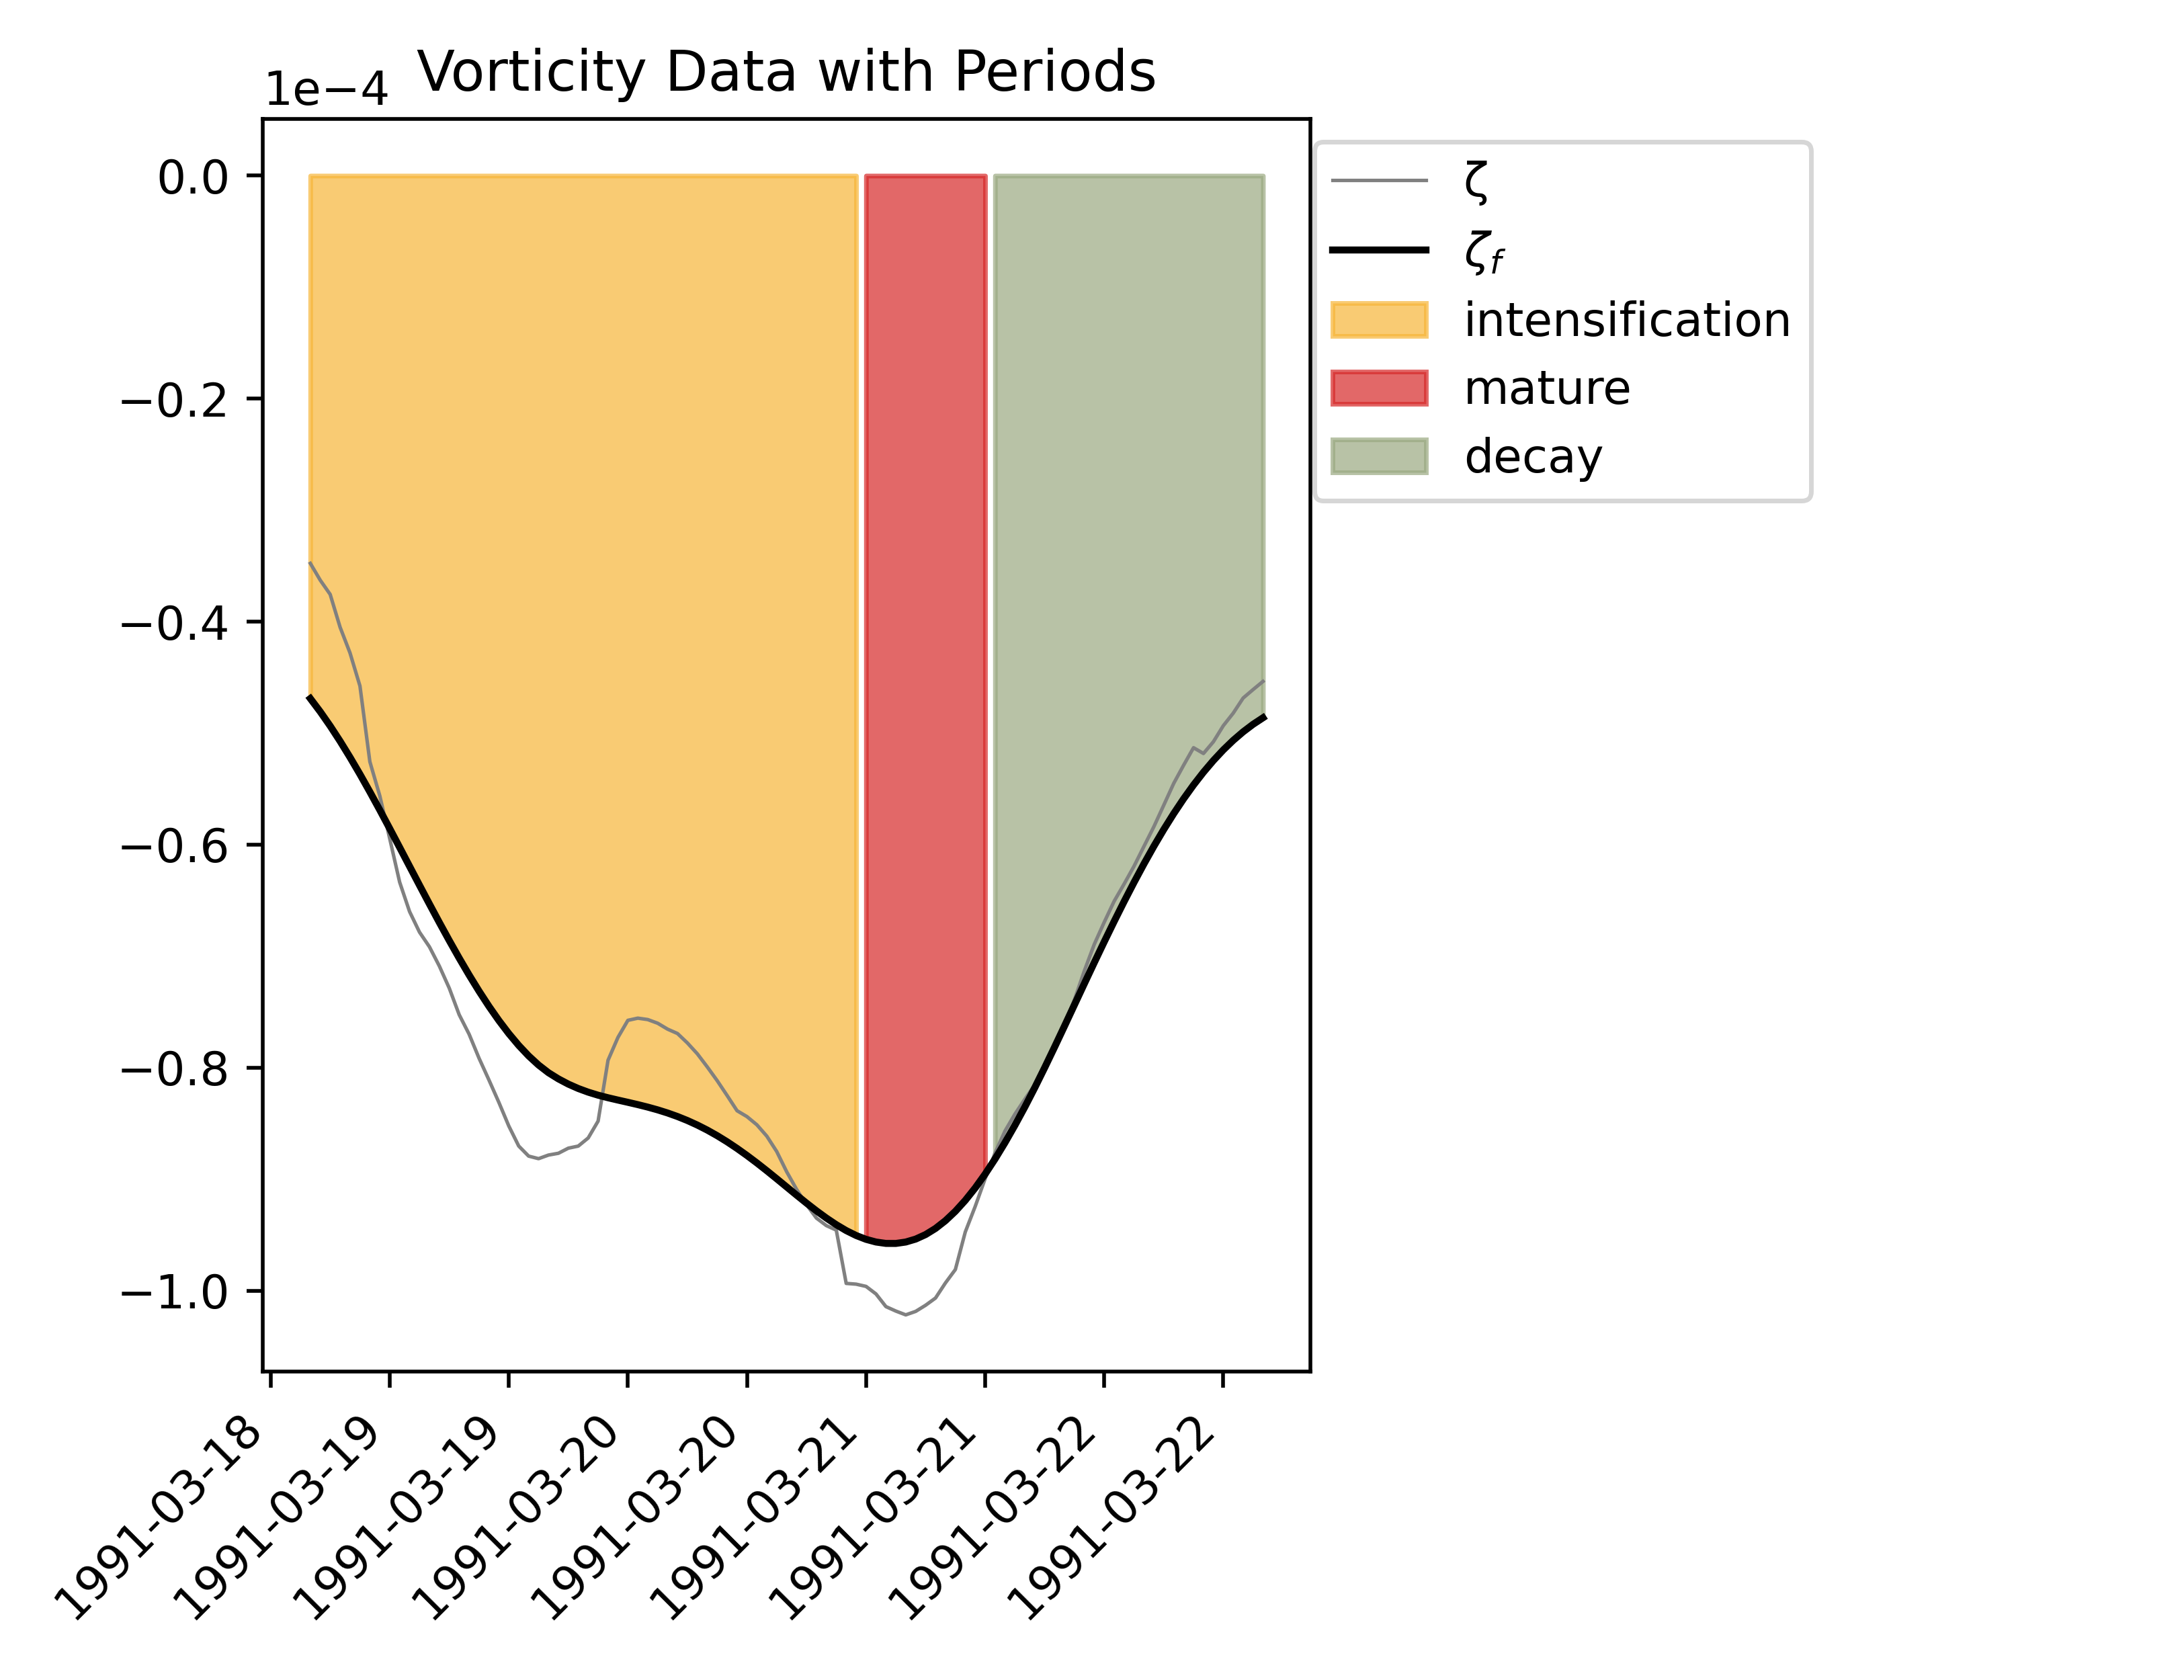 Vorticity Data with Periods
1e−4
0.0
−0.2
−0.4
−0.6
−0.8
−1.0
1991-03-18
1991-03-19
1991-03-19
1991-03-20
1991-03-20
1991-03-21
1991-03-21
1991-03-22
1991-03-22
ζ
ζf
intensification
mature
decay